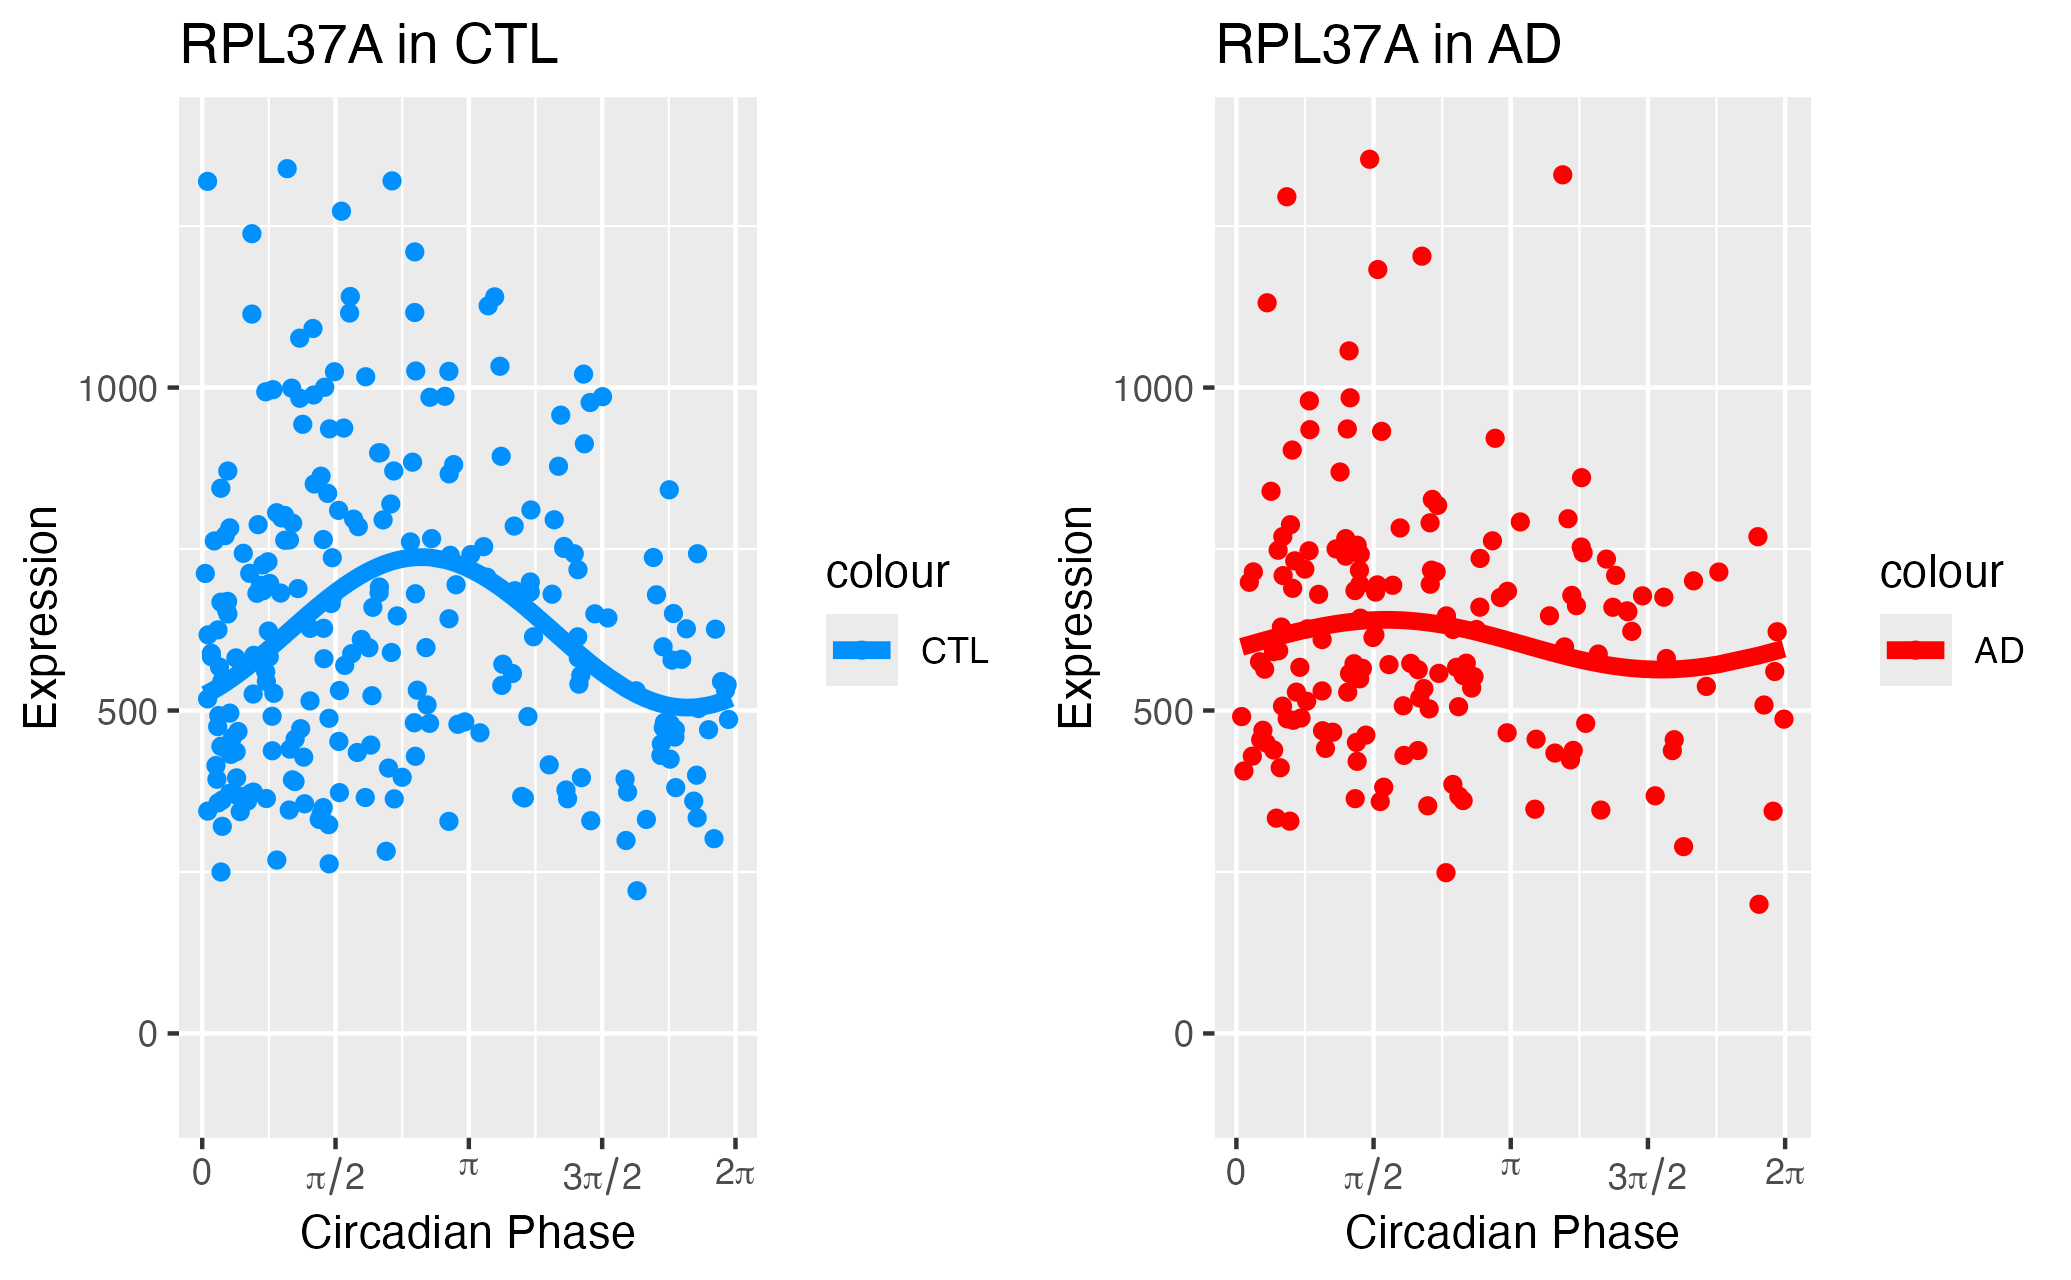 RPL37A in CTL
Expression
1000
500
0
0
π/2
π
3π/2
2π
Circadian Phase
colour
CTL
RPL37A in AD
Expression
1000
500
0
0
π/2
π
3π/2
2π
Circadian Phase
colour
AD